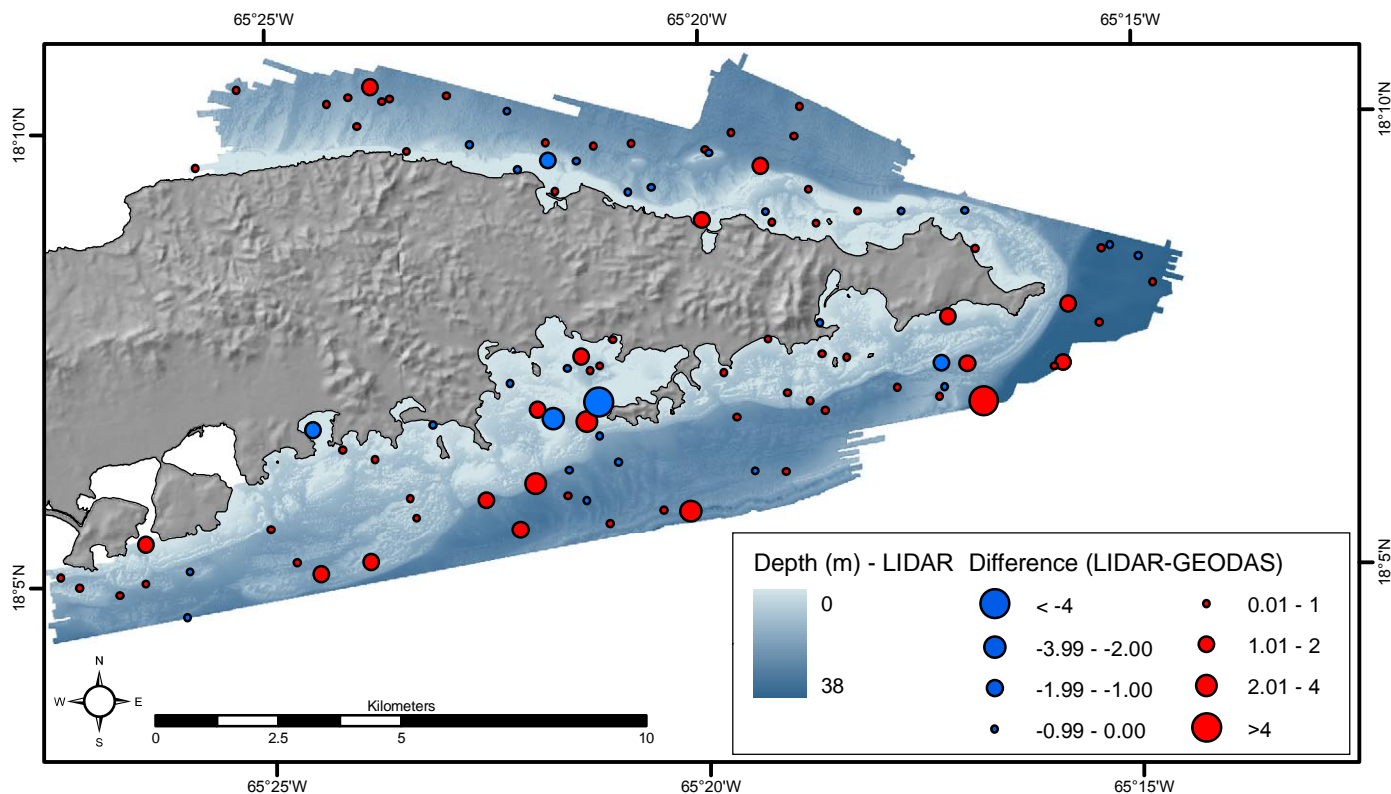 65°25'W 65°20'W 65°15'W
18°10'N 18°10'N
18°5'N 18°5'N
N
W E
S
Kilometers
0 2.5 5 10
Depth (m) - LIDAR Difference (LIDAR-GEODAS)
0 < -4 0.01 - 1
-3.99 - -2.00 1.01 - 2
38 -1.99 - -1.00 2.01 - 4
-0.99 - 0.00 >4
65°25'W 65°20'W 65°15'W